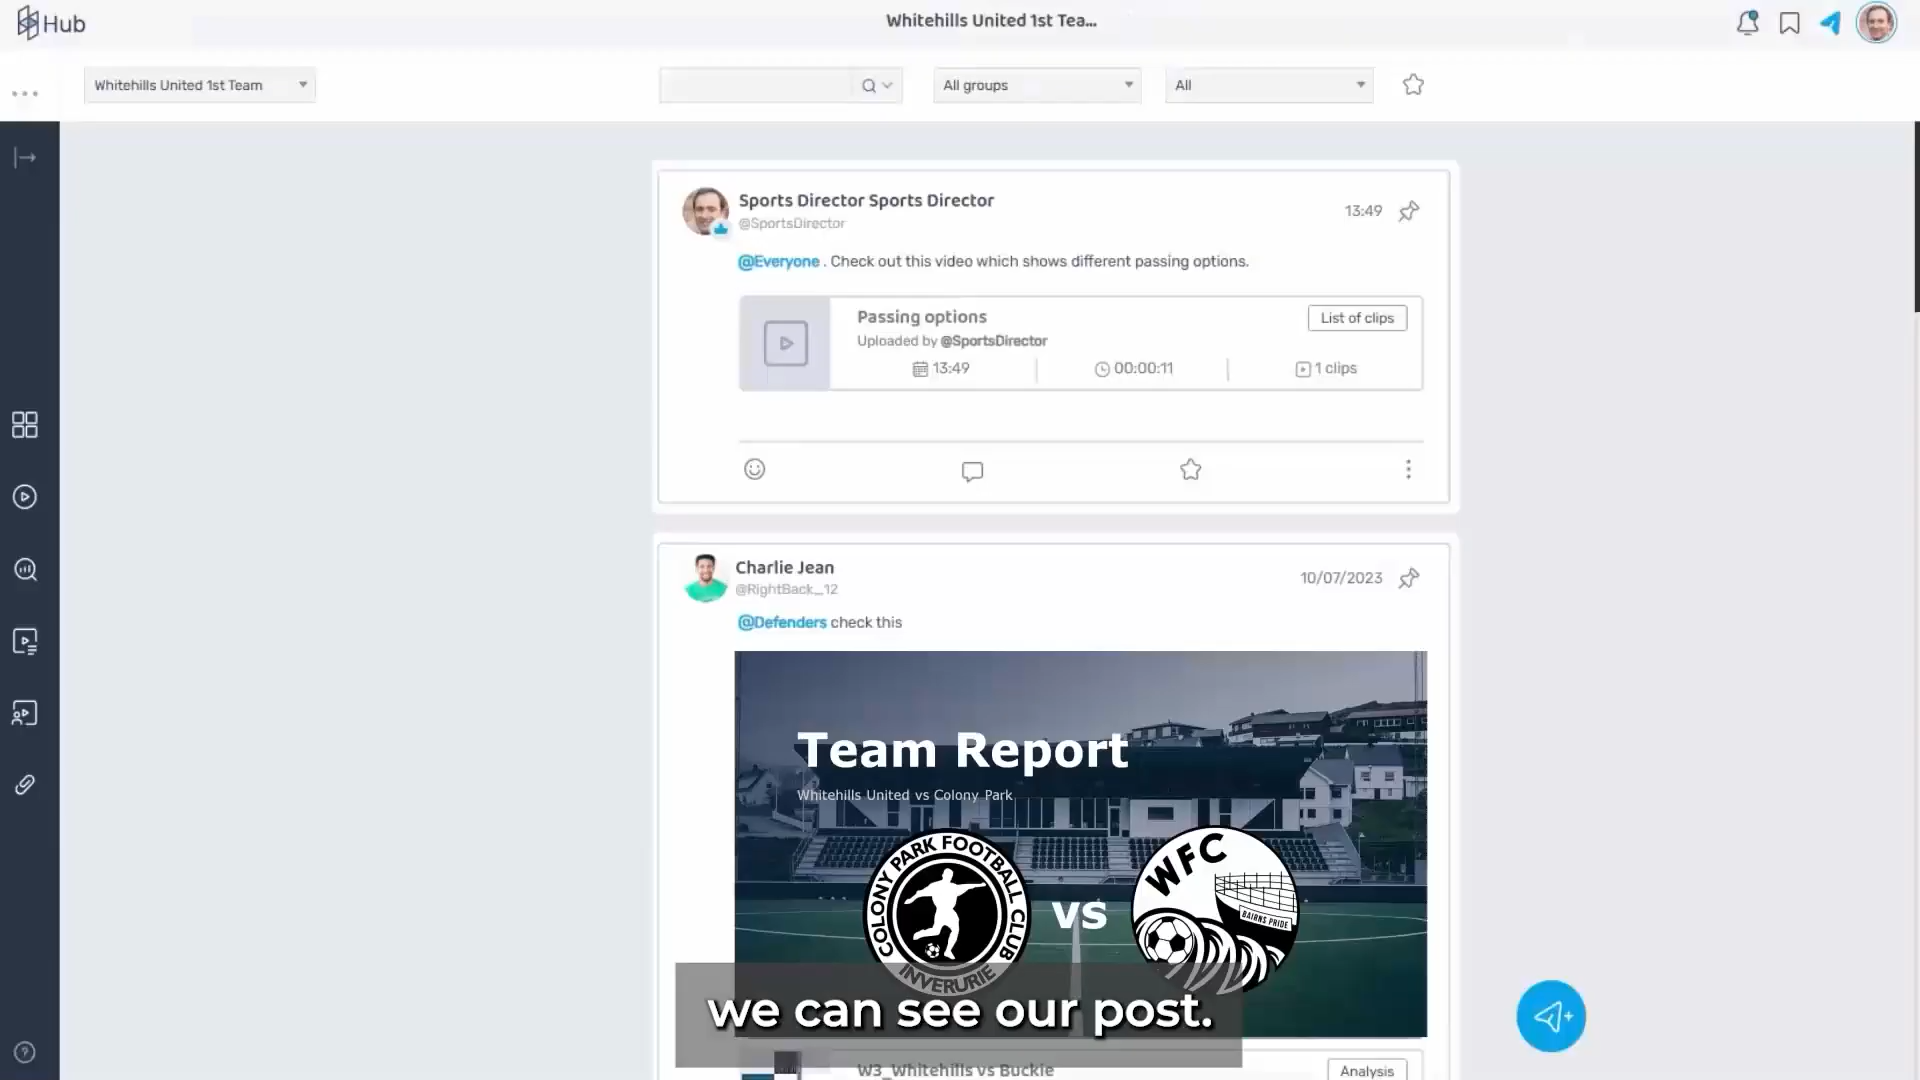 Hub
Whitehills United 1st Tea...
Whitehills United 1st Team
All groups
All
Sports Director Sports Director
13:49
@SportsDirector
@Everyone . Check out this video which shows different passing options.
Passing options
List of clips
Uploaded by @SportsDirector
13:49
00:00:11
1 clips
Charlie Jean
10/07/2023
@RightBack_12
@Defenders check this
Team Report
Whitehills United vs Colony Park
COLONY PARK FOOTBALL CLUB
INVERURIE
vs
WFC
BAIRNS PRIDE
we can see our post.
W3_Whitehills vs Buckie
Analysis